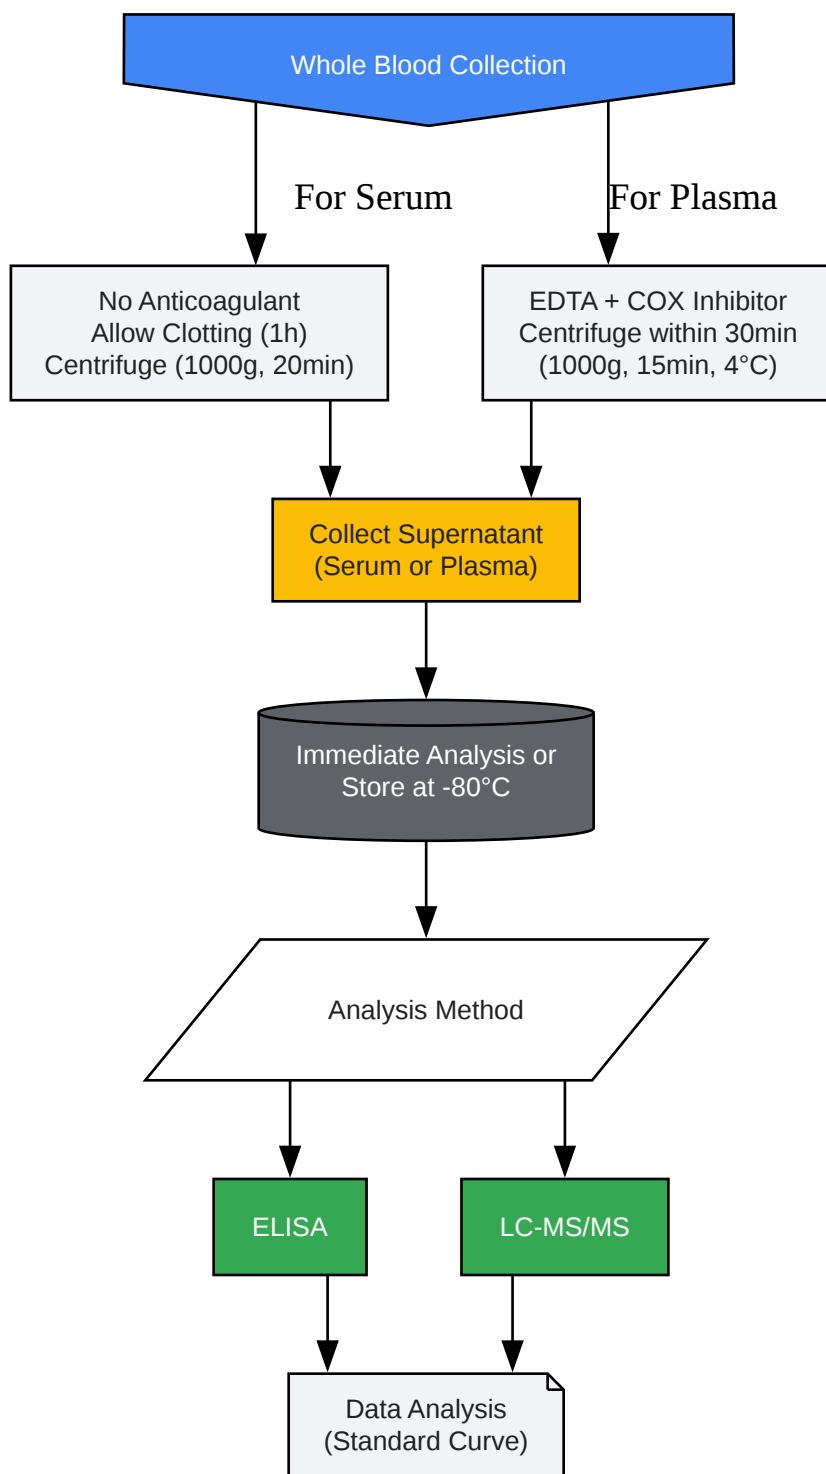 Whole Blood Collection
For Serum
For Plasma
No Anticoagulant
Allow Clotting (1h)
Centrifuge (1000g, 20min)
EDTA + COX Inhibitor
Centrifuge within 30min
(1000g, 15min, 4°C)
Collect Supernatant
(Serum or Plasma)
Immediate Analysis or
Store at -80°C
Analysis Method
ELISA
LC-MS/MS
Data Analysis
(Standard Curve)